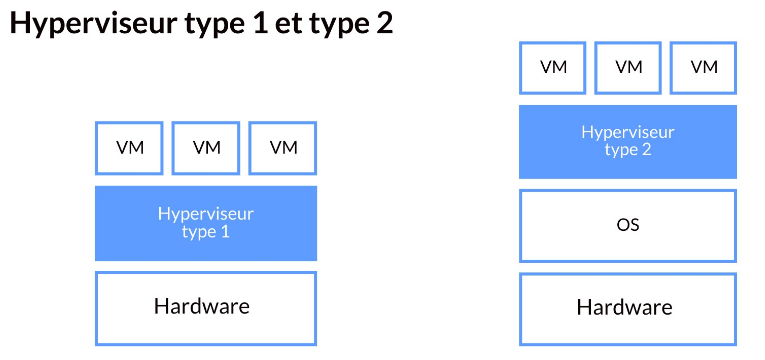 Hyperviseur type 1 et type 2
VM VM VM
Hyperviseur
type 1
Hardware
VM VM VM
Hyperviseur
type 2
OS
Hardware